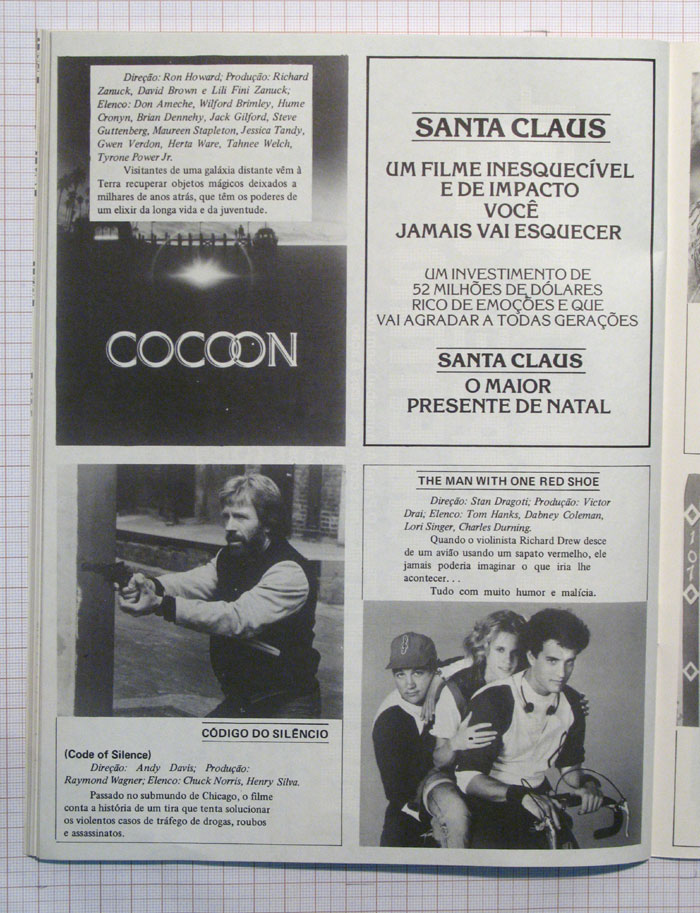 Direção: Ron Howard; Produção: Richard
Zanuck, David Brown e Lili Fini Zanuck;
Elenco: Don Ameche, Wilford Brimley, Hume
Cronyn, Brian Dennehy, Jack Gilford, Steve
Guttenberg, Maureen Stapleton, Jessica Tandy,
Gwen Verdon, Herta Ware, Tahnee Welch,
Tyrone Power Jr.
Visitantes de uma galáxia distante vêm à
Terra recuperar objetos mágicos deixados a
milhares de anos atrás, que têm os poderes de
um elixir da longa vida e da juventude.
COCOON
SANTA CLAUS
UM FILME INESQUECÍVEL
E DE IMPACTO
VOCÊ
JAMAIS VAI ESQUECER
UM INVESTIMENTO DE
52 MILHÕES DE DÓLARES
RICO DE EMOÇÕES E QUE
VAI AGRADAR A TODAS GERAÇÕES
SANTA CLAUS
O MAIOR
PRESENTE DE NATAL
CÓDIGO DO SILÊNCIO
(Code of Silence)
Direção: Andy Davis; Produção:
Raymond Wagner; Elenco: Chuck Norris, Henry Silva.
Passado no submundo de Chicago, o filme
conta a história de um tira que tenta solucionar
os violentos casos de tráfego de drogas, roubos
e assassinatos.
THE MAN WITH ONE RED SHOE
Direção: Stan Dragoti; Produção: Victor
Drai; Elenco: Tom Hanks, Dabney Coleman,
Lori Singer, Charles Durning.
Quando o violinista Richard Drew desce
de um avião usando um sapato vermelho, ele
jamais poderia imaginar o que iria lhe
acontecer. . .
Tudo com muito humor e malícia.